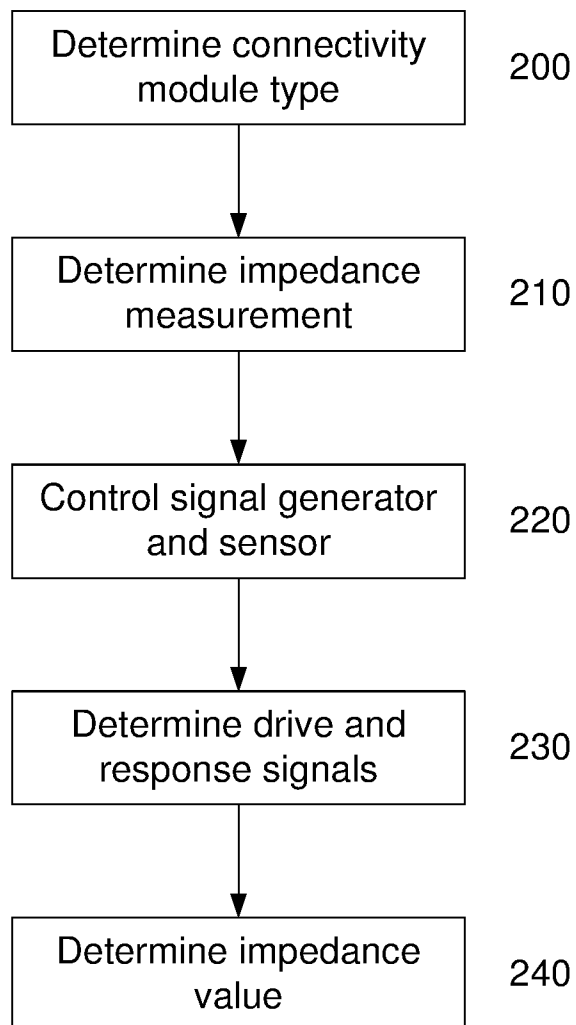 Determine connectivity
module type
200
Determine impedance
measurement
210
Control signal generator
and sensor
220
Determine drive and
response signals
230
Determine impedance
value
240